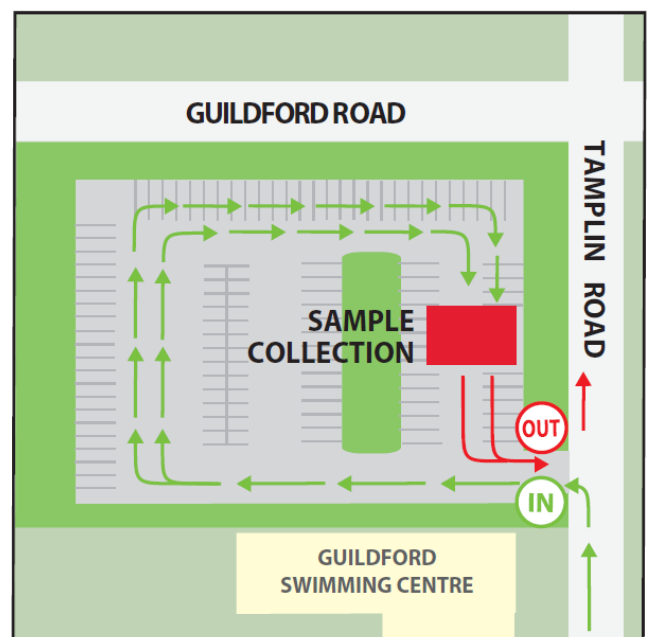 GUILDFORD ROAD
TAMPLIN ROAD
SAMPLE
COLLECTION
OUT
IN
GUILDFORD
SWIMMING CENTRE